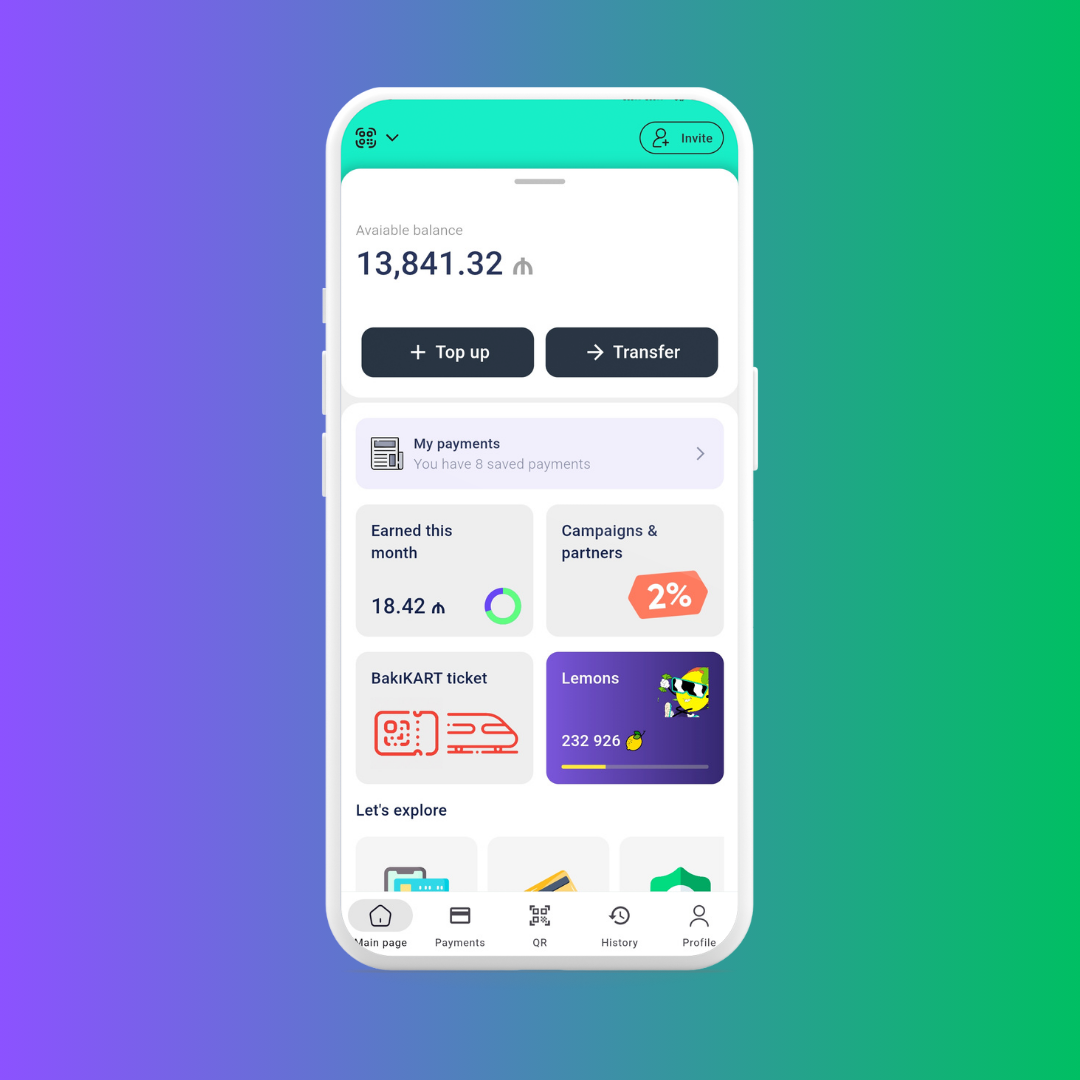 Invite
Avaiable balance
13,841.32 ₼
+ Top up
→ Transfer
My payments
You have 8 saved payments
Earned this
month
18.42 ₼
Campaigns &
partners
2%
BakıKART ticket
Lemons
232 926
Let's explore
Main page
Payments
QR
History
Profile